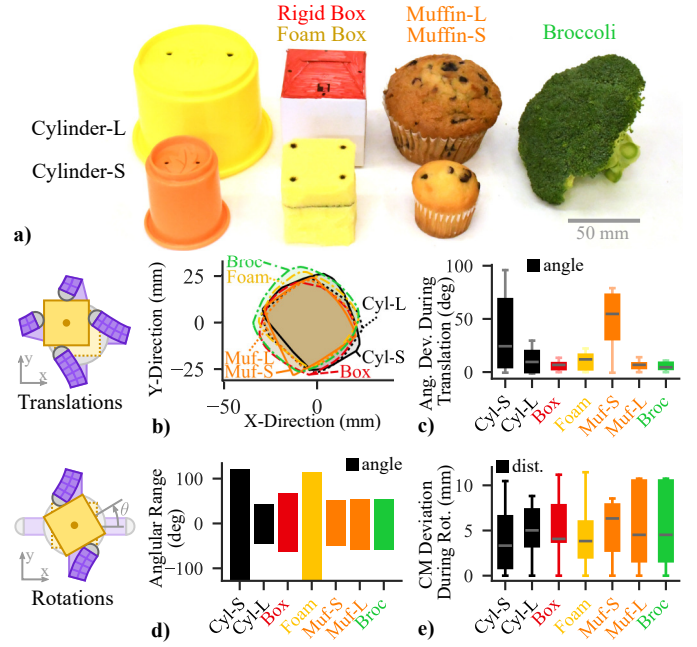 Rigid Box
Foam Box
Muffin-L
Muffin-S
Broccoli
Cylinder-L
Cylinder-S
50 mm
a)
y
x
Translations
Y-Direction (mm)
25
0
−25
−50
0
X-Direction (mm)
Broc
Foam
Cyl-L
Cyl-S
Muf-L
Muf-S
Box
b)
Ang. Dev. During
Translation (deg)
100
50
0
angle
Cyl-S
Cyl-L
Box
Foam
Muf-S
Muf-L
Broc
c)
θ
y
x
Rotations
Anglular Range
(deg)
100
0
−100
angle
Cyl-S
Cyl-L
Box
Foam
Muf-S
Muf-L
Broc
d)
CM Deviation
During Rot. (mm)
10
5
0
dist.
Cyl-S
Cyl-L
Box
Foam
Muf-S
Muf-L
Broc
e)